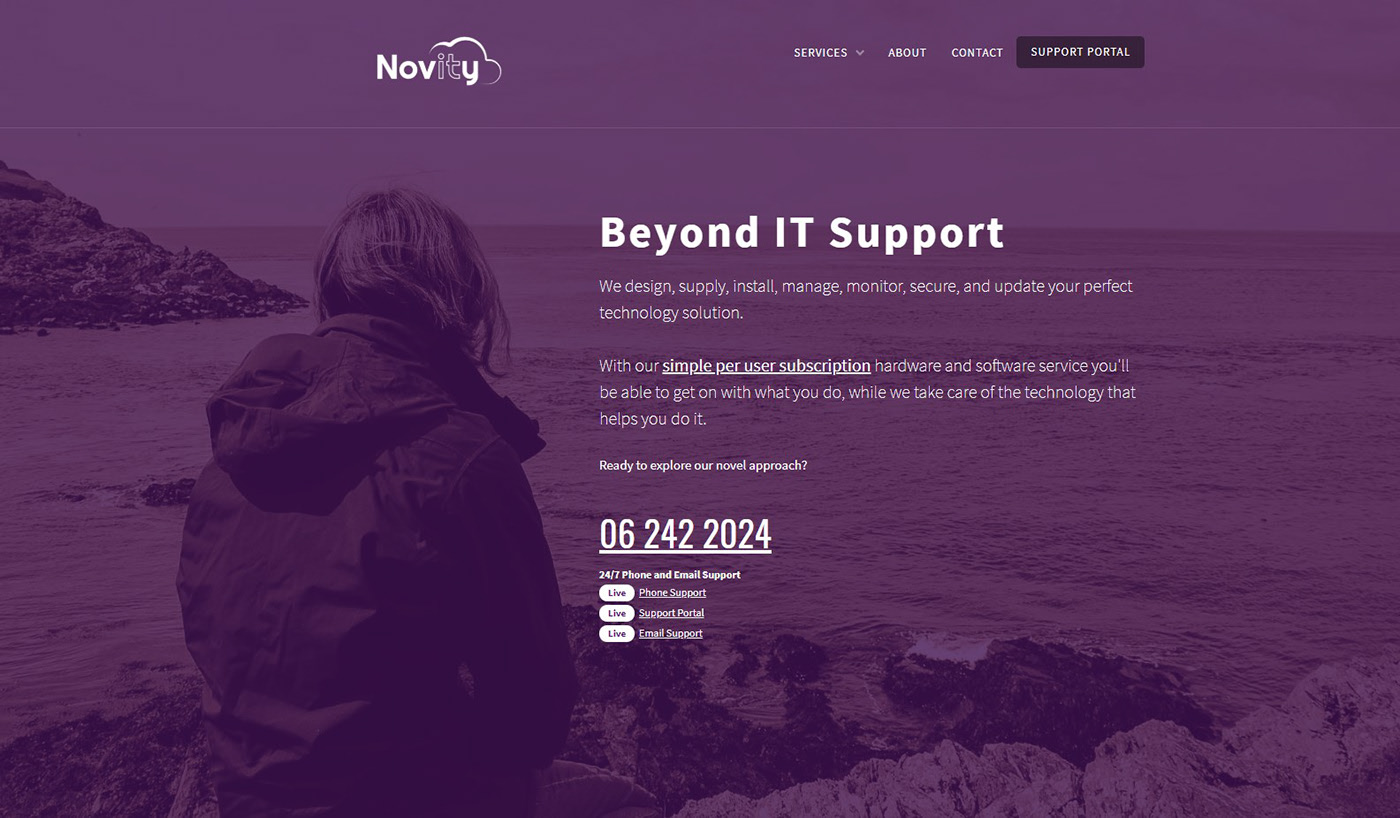 Novity
SERVICES
ABOUT
CONTACT
SUPPORT PORTAL
Beyond IT Support
We design, supply, install, manage, monitor, secure, and update your perfect
technology solution.
With our simple per user subscription hardware and software service you'll
be able to get on with what you do, while we take care of the technology that
helps you do it.
Ready to explore our novel approach?
06 242 2024
24/7 Phone and Email Support
Live Phone Support
Live Support Portal
Live Email Support